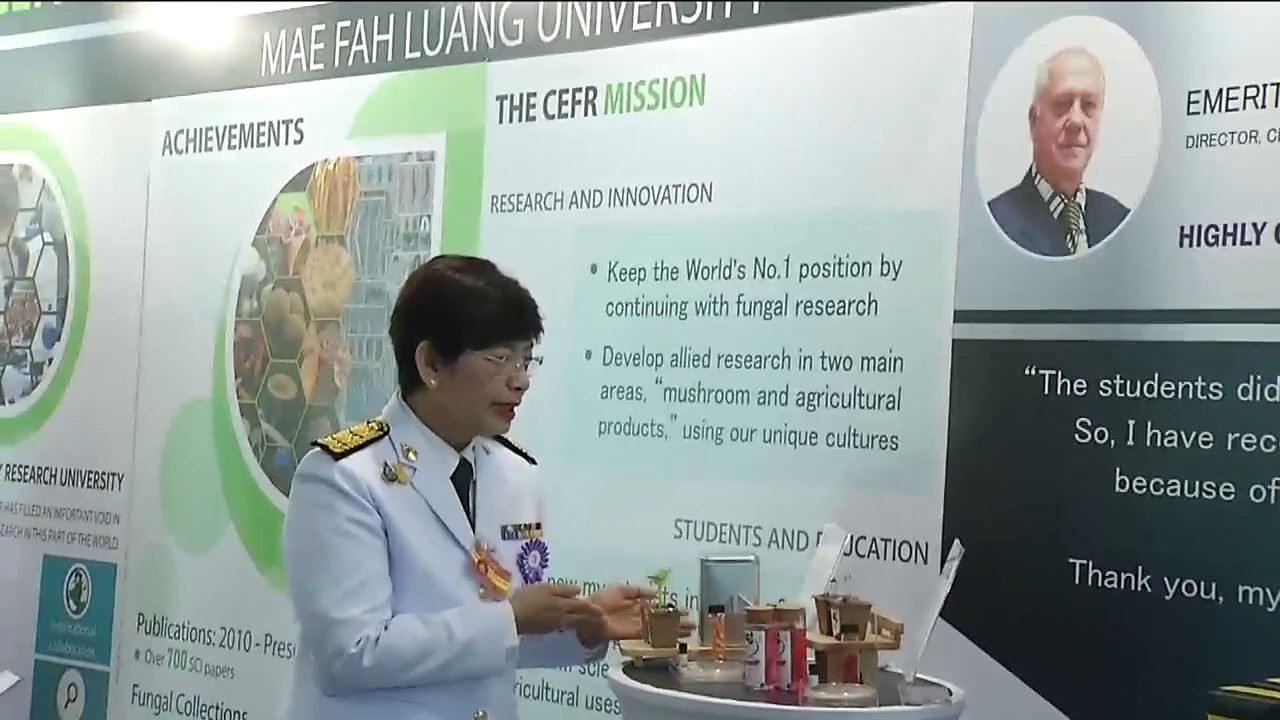 MAE FAH LUANG UNIVERSITY
ACHIEVEMENTS
Y RESEARCH UNIVERSITY
HAS FILLED AN IMPORTANT VOID IN
EARCH IN THIS PART OF THE WORLD
International
collaboration
Publications: 2010 - Pres
• Over 700 SCI papers
Fungal Collections
THE CEFR MISSION
RESEARCH AND INNOVATION
• Keep the World's No.1 position by
continuing with fungal research
• Develop allied research in two main
areas, "mushroom and agricultural
products," using our unique cultures
STUDENTS AND
ricultural uses
EMERIT
DIRECTOR,
HIGHLY
"The students did
So, I have rec
because of
Thank you, my